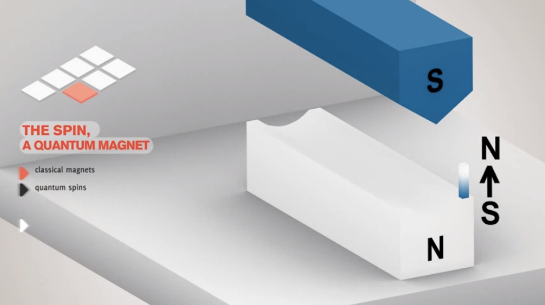 THE SPIN,
A QUANTUM MAGNET
classical magnets
quantum spins
S
N
N
S